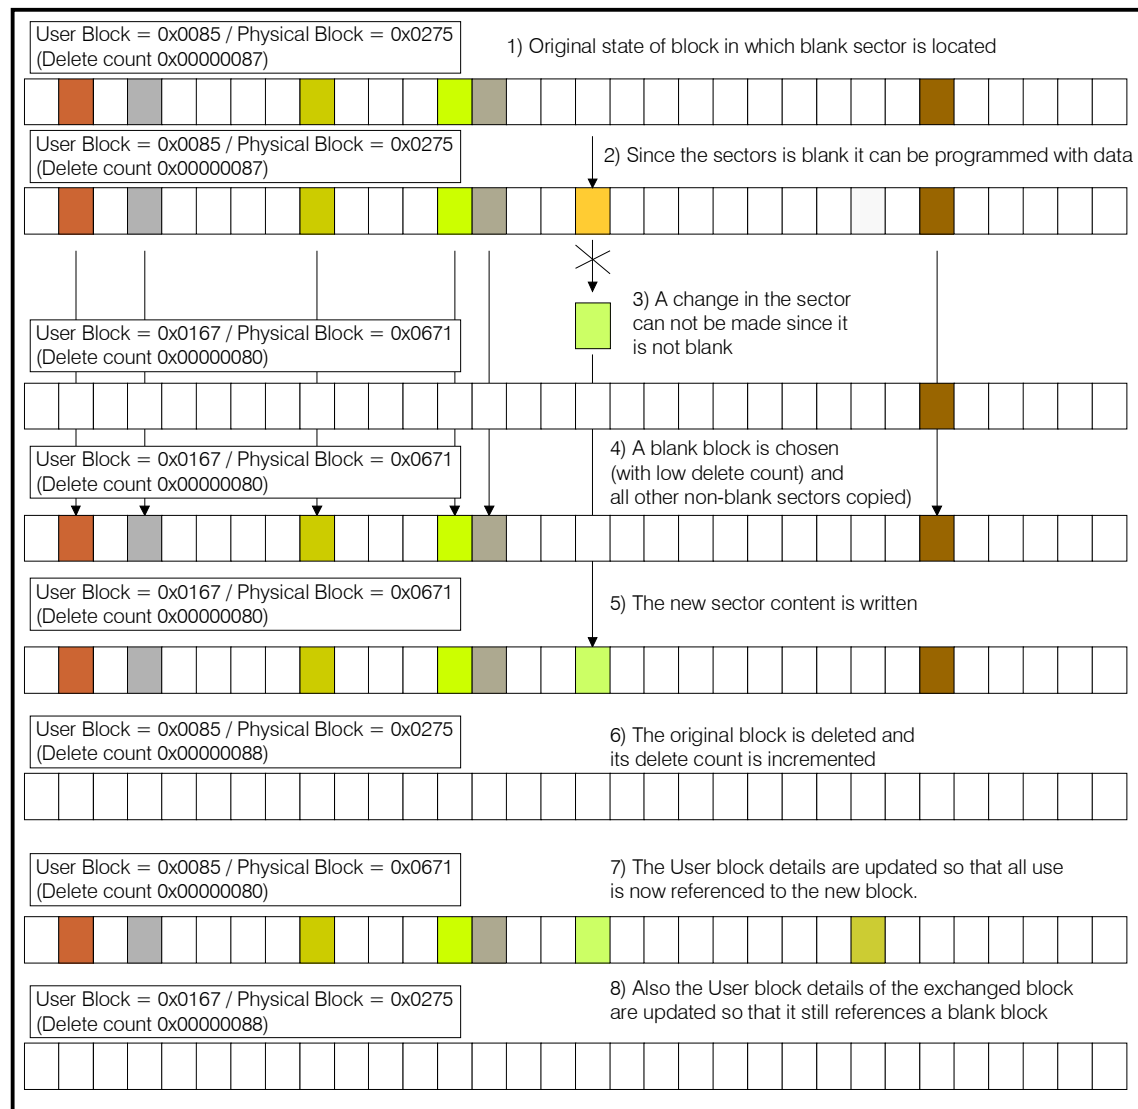 User Block = 0x0085 / Physical Block = 0x0275
(Delete count 0x00000087)
1) Original state of block in which blank sector is located
User Block = 0x0085 / Physical Block = 0x0275
(Delete count 0x00000087)
2) Since the sectors is blank it can be programmed with data
3) A change in the sector
can not be made since it
is not blank
User Block = 0x0167 / Physical Block = 0x0671
(Delete count 0x00000080)
User Block = 0x0167 / Physical Block = 0x0671
(Delete count 0x00000080)
4) A blank block is chosen
(with low delete count) and
all other non-blank sectors copied)
User Block = 0x0167 / Physical Block = 0x0671
(Delete count 0x00000080)
5) The new sector content is written
User Block = 0x0085 / Physical Block = 0x0275
(Delete count 0x00000088)
6) The original block is deleted and
its delete count is incremented
User Block = 0x0085 / Physical Block = 0x0671
(Delete count 0x00000080)
7) The User block details are updated so that all use
is now referenced to the new block.
User Block = 0x0167 / Physical Block = 0x0275
(Delete count 0x00000088)
8) Also the User block details of the exchanged block
are updated so that it still references a blank block